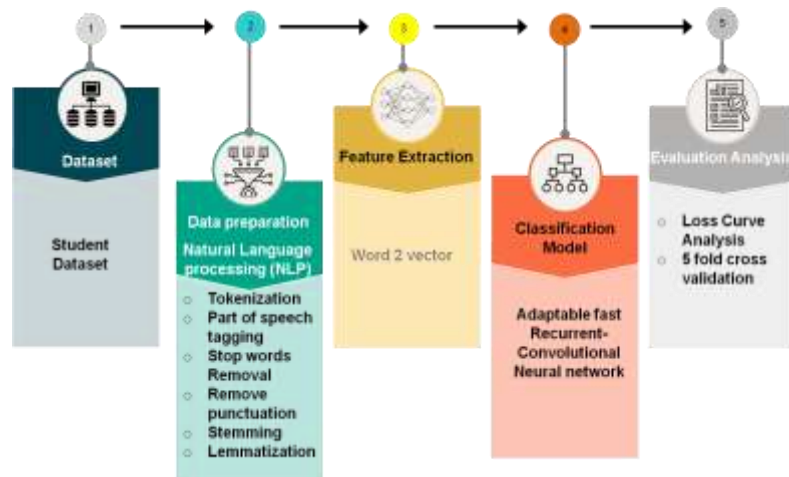 1
2
3
4
5
Dataset
Student
Dataset
Data preparation
Natural Language
processing (NLP)
○ Tokenization
○ Part of speech
tagging
○ Stop words
Removal
○ Remove
punctuation
○ Stemming
○ Lemmatization
Feature Extraction
Word 2 vector
Classification
Model
Adaptable fast
Recurrent-
Convolutional
Neural network
Evaluation Analysis
○ Loss Curve
Analysis
○ 5 fold cross
validation